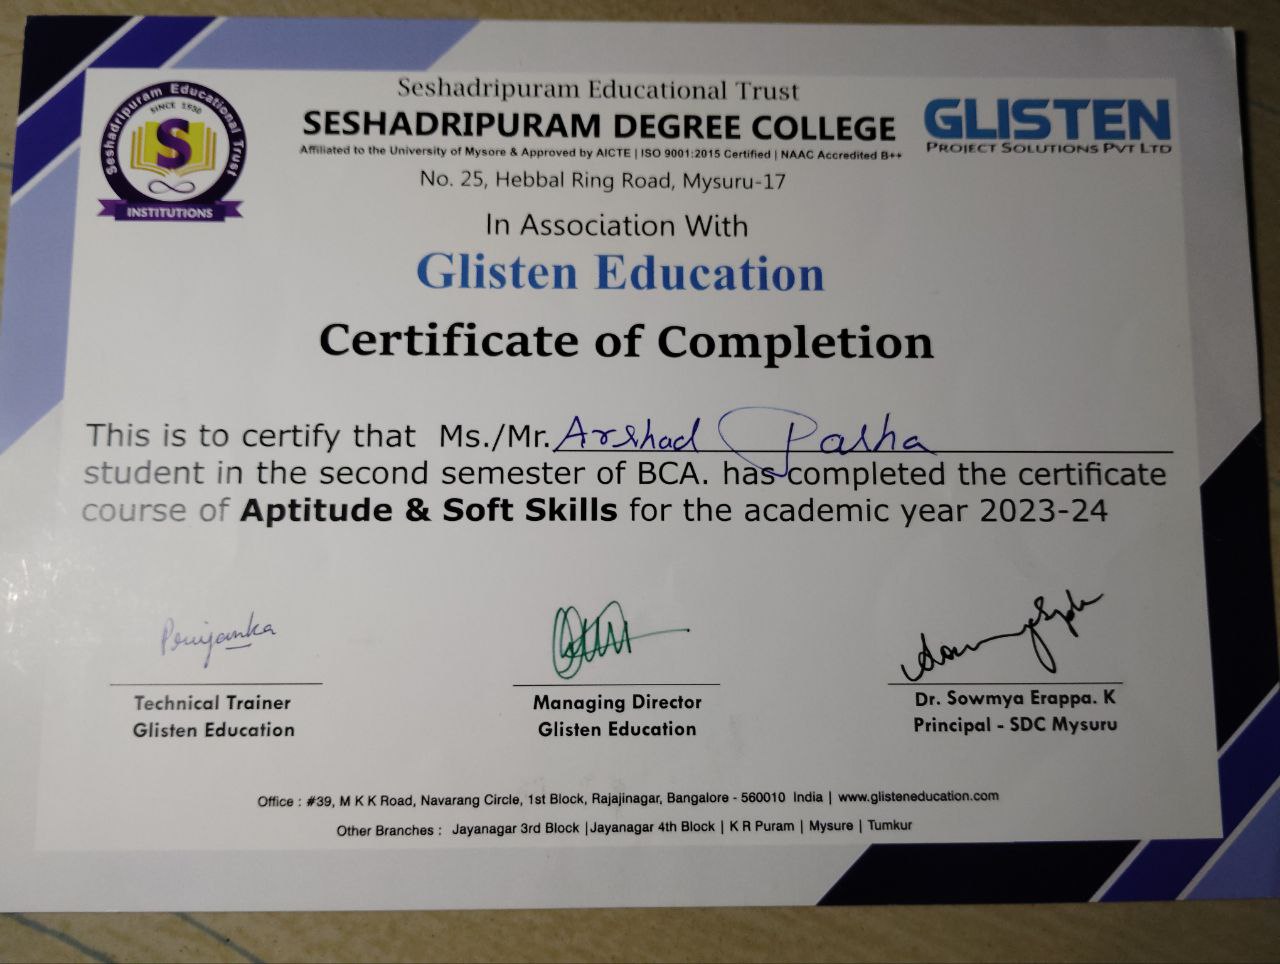 Seshadripuram Educational Trust
SINCE 1930
S
INSTITUTIONS
Seshadripuram Educational Trust
SESHADRIPURAM DEGREE COLLEGE
Affiliated to the University of Mysore & Approved by AICTE | ISO 9001:2015 Certified | NAAC Accredited B++
No. 25, Hebbal Ring Road, Mysuru-17
GLISTEN
PROJECT SOLUTIONS PVT LTD
In Association With
Glisten Education
Certificate of Completion
This is to certify that Ms./Mr. Arshad Pasha
student in the second semester of BCA. has completed the certificate
course of Aptitude & Soft Skills for the academic year 2023-24
Priyanka
Technical Trainer
Glisten Education
Managing Director
Glisten Education
Dr. Sowmya Erappa. K
Principal - SDC Mysuru
Office : #39, M K K Road, Navarang Circle, 1st Block, Rajajinagar, Bangalore - 560010 India | www.glisteneducation.com
Other Branches : Jayanagar 3rd Block |Jayanagar 4th Block | K R Puram | Mysure | Tumkur